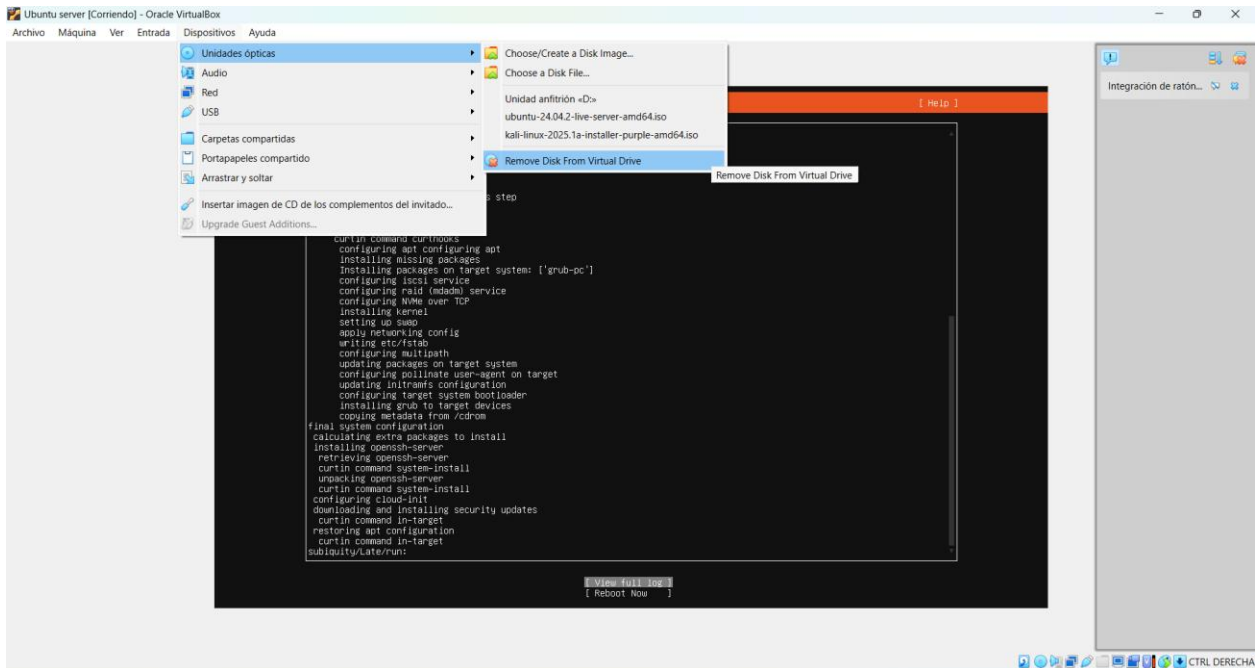 Ubuntu server [Corriendo] - Oracle VirtualBox
Archivo Máquina Ver Entrada Dispositivos Ayuda
Unidades ópticas
Audio
Red
USB
Carpetas compartidas
Portapapeles compartido
Arrastrar y soltar
Insertar imagen de CD de los complementos del invitado...
Upgrade Guest Additions...
Choose/Create a Disk Image...
Choose a Disk File...
Unidad anfitrión «D:»
ubuntu-24.04.2-live-server-amd64.iso
kali-linux-2025.1a-installer-purple-amd64.iso
Remove Disk From Virtual Drive
Remove Disk From Virtual Drive
Integración de ratón...
[ Help ]
step
curtin command curthooks
configuring apt configuring apt
installing missing packages
Installing packages on target system: ['grub-pc']
configuring iscsi service
configuring raid (mdadm) service
configuring NVMe over TCP
installing kernel
setting up swap
apply networking config
writing etc/fstab
configuring multipath
updating packages on target system
configuring pollinate user-agent on target
updating initramfs configuration
configuring target system bootloader
installing grub to target devices
copying metadata from /cdrom
final system configuration
calculating extra packages to install
installing openssh-server
retrieving openssh-server
curtin command system-install
unpacking openssh-server
curtin command system-install
configuring cloud-init
downloading and installing security updates
curtin command in-target
restoring apt configuration
curtin command in-target
subiquity/Late/run:
[ View full log ]
[ Reboot Now ]
CTRL DERECHA